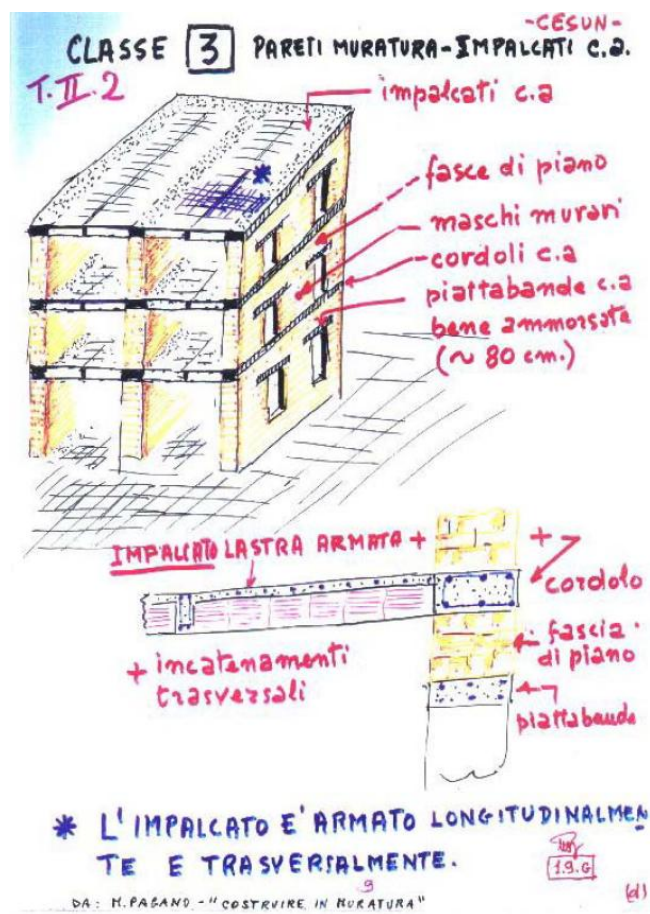 -CESUN-
CLASSE 3 PARETI MURATURA-IMPALCATI C.a.
T.II.2
impalcati c.a
fasce di piano
maschi murari
cordoli c.a
piattabande c.a
bene ammorsate
(~ 80 cm.)
IMPALCATO LASTRA ARMATA +
+
cordolo
fascia
di piano
+ incatenamenti
trasversali
piattabanda
* L'IMPALCATO E' ARMATO LONGITUDINALMEN
TE E TRASVERSALMENTE.
1.9.G
9
DA: M. PAGANO - "COSTRUIRE IN MURATURA"
(d)